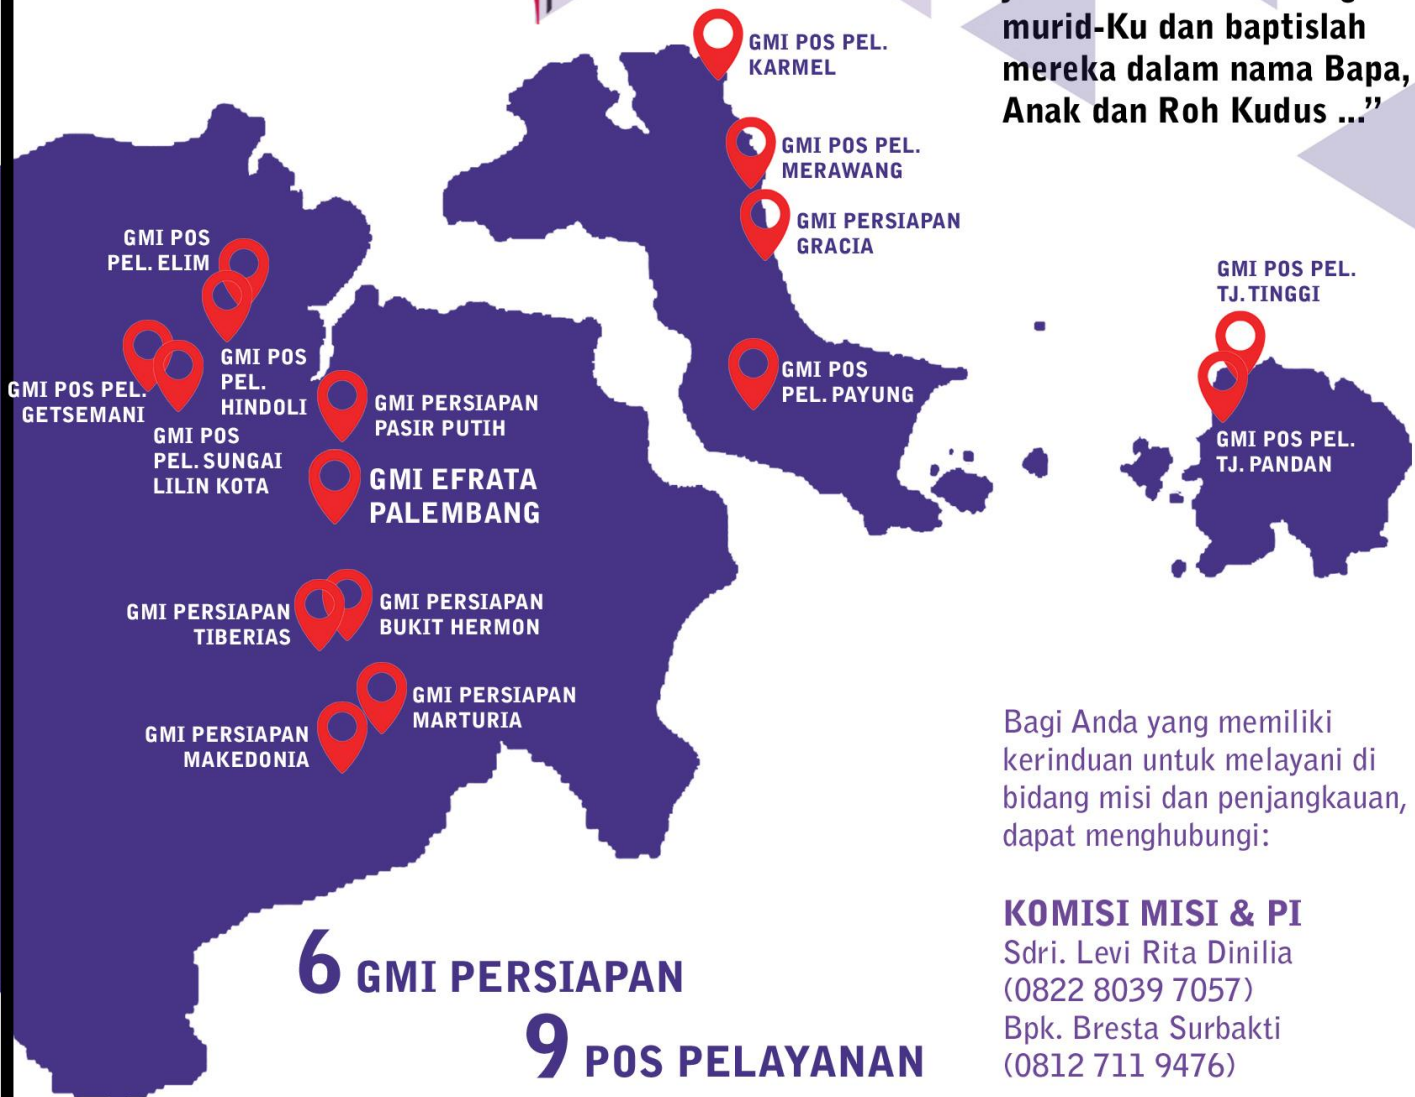 murid-Ku dan baptislah
mereka dalam nama Bapa,
Anak dan Roh Kudus ...”
GMI POS PEL.
KARMEL
GMI POS PEL.
MERAWANG
GMI PERSIAPAN
GRACIA
GMI POS
PEL. ELIM
GMI POS PEL.
TJ. TINGGI
GMI POS
PEL.
HINDOLI
GMI POS PEL.
GETSEMANI
GMI POS
PEL. PAYUNG
GMI PERSIAPAN
PASIR PUTIH
GMI POS
PEL. SUNGAI
LILIN KOTA
GMI POS PEL.
TJ. PANDAN
GMI EFRATA
PALEMBANG
GMI PERSIAPAN
TIBERIAS
GMI PERSIAPAN
BUKIT HERMON
GMI PERSIAPAN
MARTURIA
GMI PERSIAPAN
MAKEDONIA
Bagi Anda yang memiliki
kerinduan untuk melayani di
bidang misi dan penjangkauan,
dapat menghubungi:
KOMISI MISI & PI
Sdri. Levi Rita Dinilia
(0822 8039 7057)
Bpk. Bresta Surbakti
(0812 711 9476)
6 GMI PERSIAPAN
9 POS PELAYANAN